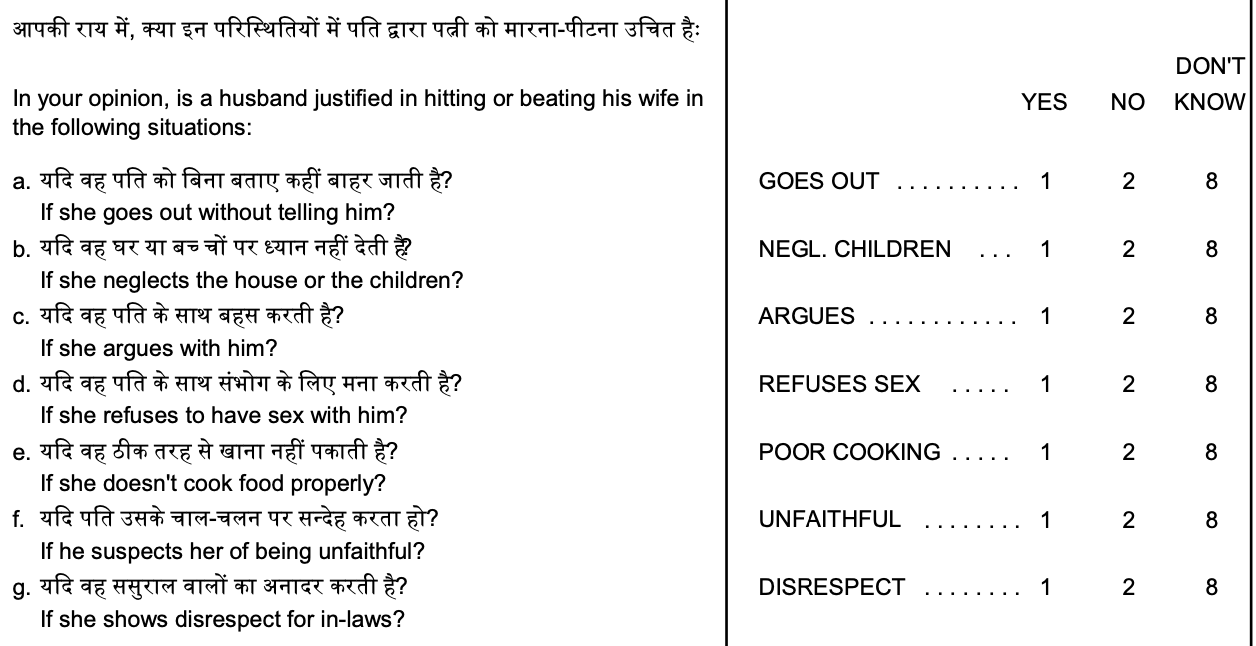 आपकी राय में, क्या इन परिस्थितियों में पति द्वारा पत्नी को मारना-पीटना उचित हैः
In your opinion, is a husband justified in hitting or beating his wife in
the following situations:
DON'T
YES NO KNOW
a. यदि वह पति को बिना बताए कहीं बाहर जाती है?
If she goes out without telling him?
GOES OUT . . . . . . . . . . 1 2 8
b. यदि वह घर या बच्चों पर ध्यान नहीं देती है?
If she neglects the house or the children?
NEGL. CHILDREN . . . 1 2 8
c. यदि वह पति के साथ बहस करती है?
If she argues with him?
ARGUES . . . . . . . . . . . . 1 2 8
d. यदि वह पति के साथ संभोग के लिए मना करती है?
If she refuses to have sex with him?
REFUSES SEX . . . . . 1 2 8
e. यदि वह ठीक तरह से खाना नहीं पकाती है?
If she doesn't cook food properly?
POOR COOKING . . . . . 1 2 8
f. यदि पति उसके चाल-चलन पर सन्देह करता हो?
If he suspects her of being unfaithful?
UNFAITHFUL . . . . . . . . 1 2 8
g. यदि वह ससुराल वालों का अनादर करती है?
If she shows disrespect for in-laws?
DISRESPECT . . . . . . . . 1 2 8